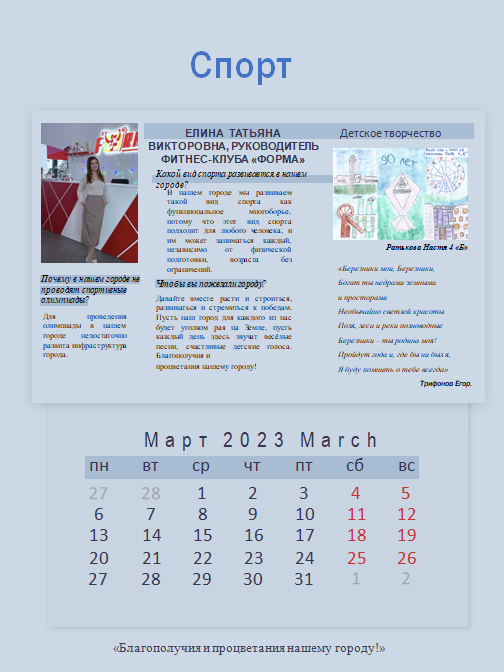 Спорт
ЕЛИНА ТАТЬЯНА
ВИКТОРОВНА, РУКОВОДИТЕЛЬ
ФИТНЕС-КЛУБА «ФОРМА»
Какой вид спорта развивается в нашем
городе?
В нашем городе мы развиваем
такой вид спорта как
функциональное многоборье,
потому что этот вид спорта
подходит для любого человека, и
им может заниматься каждый,
независимо от физической
подготовки, возраста без
ограничений.
Что бы вы пожелали городу?
Давайте вместе расти и строиться,
развиваться и стремиться к победам.
Пусть наш город для каждого из нас
будет уголком рая на Земле, пусть
каждый день здесь звучат весёлые
песни, счастливые детские голоса.
Благополучия и
процветания нашему городу!
Почему в нашем городе не
проводят спортивные
олимпиады?
Для проведения
олимпиады в нашем
городе недостаточно
развита инфраструктура
города.
Детское творчество
90 лет
Ратькова Настя 4 «Б»
«Березники мои, Березники,
Богат ты недрами земными
и просторами
Необычайно светлой красоты
Поля, леса и реки полноводные
Березники – ты родина моя!
Пройдут года и, где бы ни был я,
Я буду помнить о тебе всегда»
Трифонов Егор.
Март 2023 March
пн вт ср чт пт сб вс
27 28 1 2 3 4 5
6 7 8 9 10 11 12
13 14 15 16 17 18 19
20 21 22 23 24 25 26
27 28 29 30 31 1 2
«Благополучия и процветания нашему городу!»